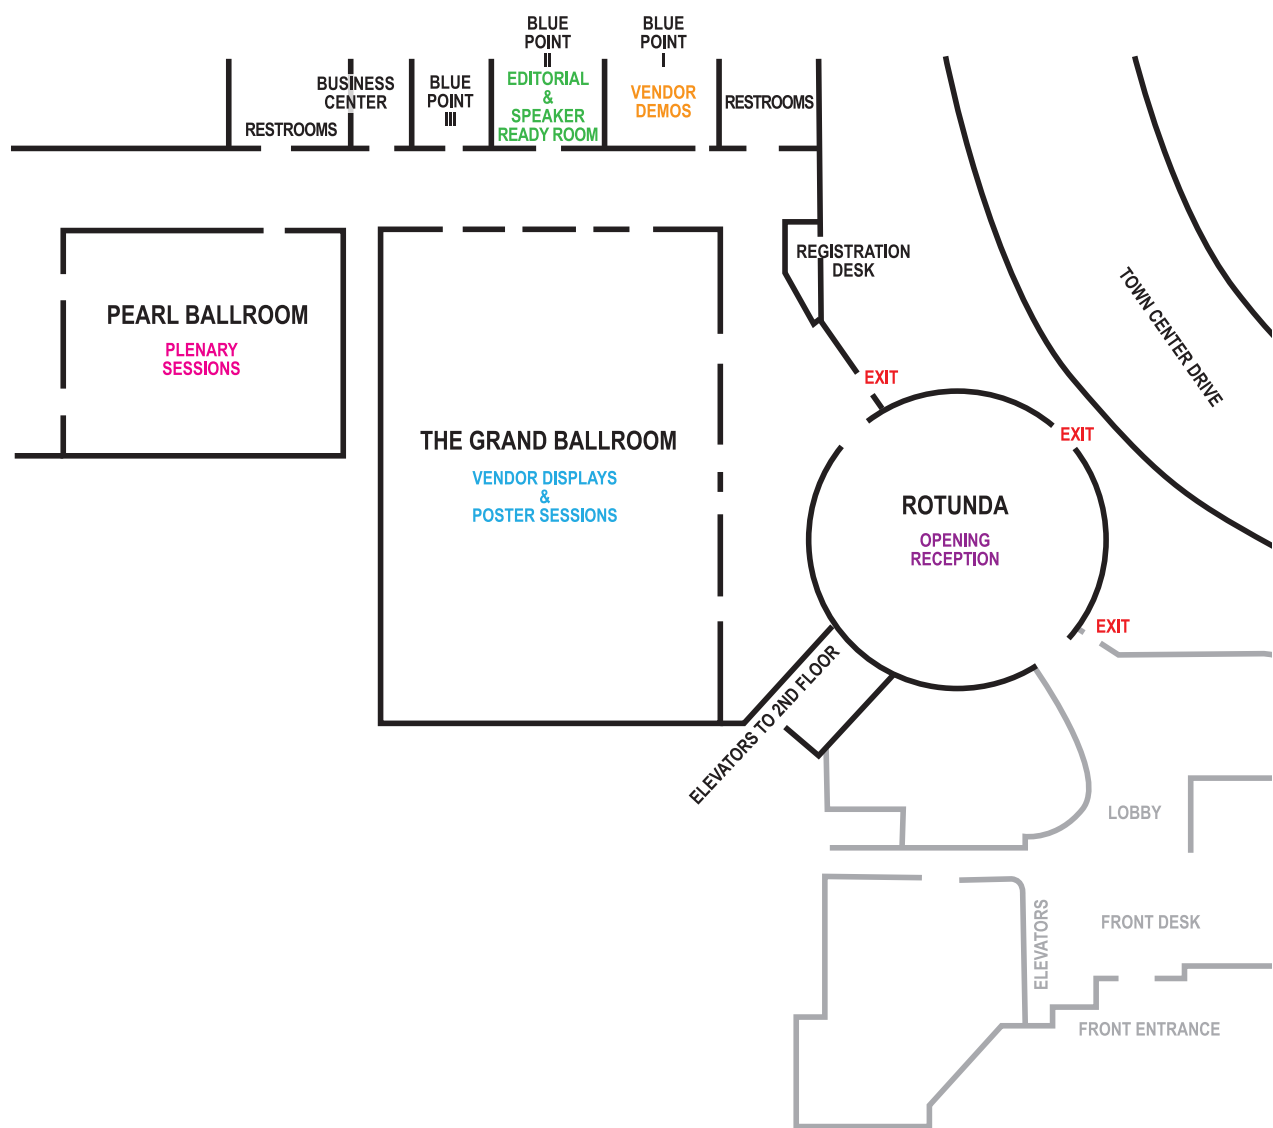 BLUE
POINT
II
EDITORIAL
&
SPEAKER
READY ROOM
BLUE
POINT
I
VENDOR
DEMOS
BUSINESS
CENTER
BLUE
POINT
III
RESTROOMS
RESTROOMS
REGISTRATION
DESK
TOWN CENTER DRIVE
PEARL BALLROOM
PLENARY
SESSIONS
EXIT
THE GRAND BALLROOM
VENDOR DISPLAYS
&
POSTER SESSIONS
EXIT
ROTUNDA
OPENING
RECEPTION
EXIT
ELEVATORS TO 2ND FLOOR
LOBBY
ELEVATORS
FRONT DESK
FRONT ENTRANCE